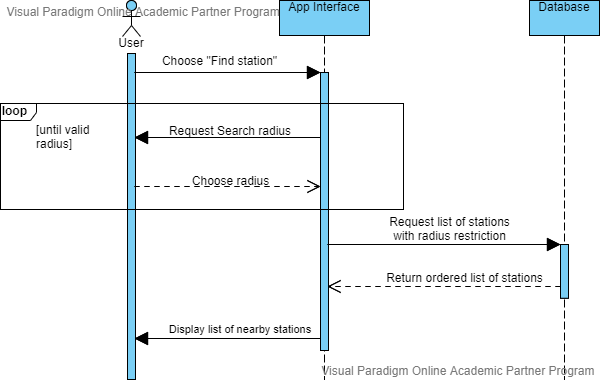 Visual Paradigm Online Academic Partner Program
User
App Interface
Database
Choose "Find station"
loop
[until valid
radius]
Request Search radius
Choose radius
Request list of stations
with radius restriction
Return ordered list of stations
Display list of nearby stations
Visual Paradigm Online Academic Partner Program